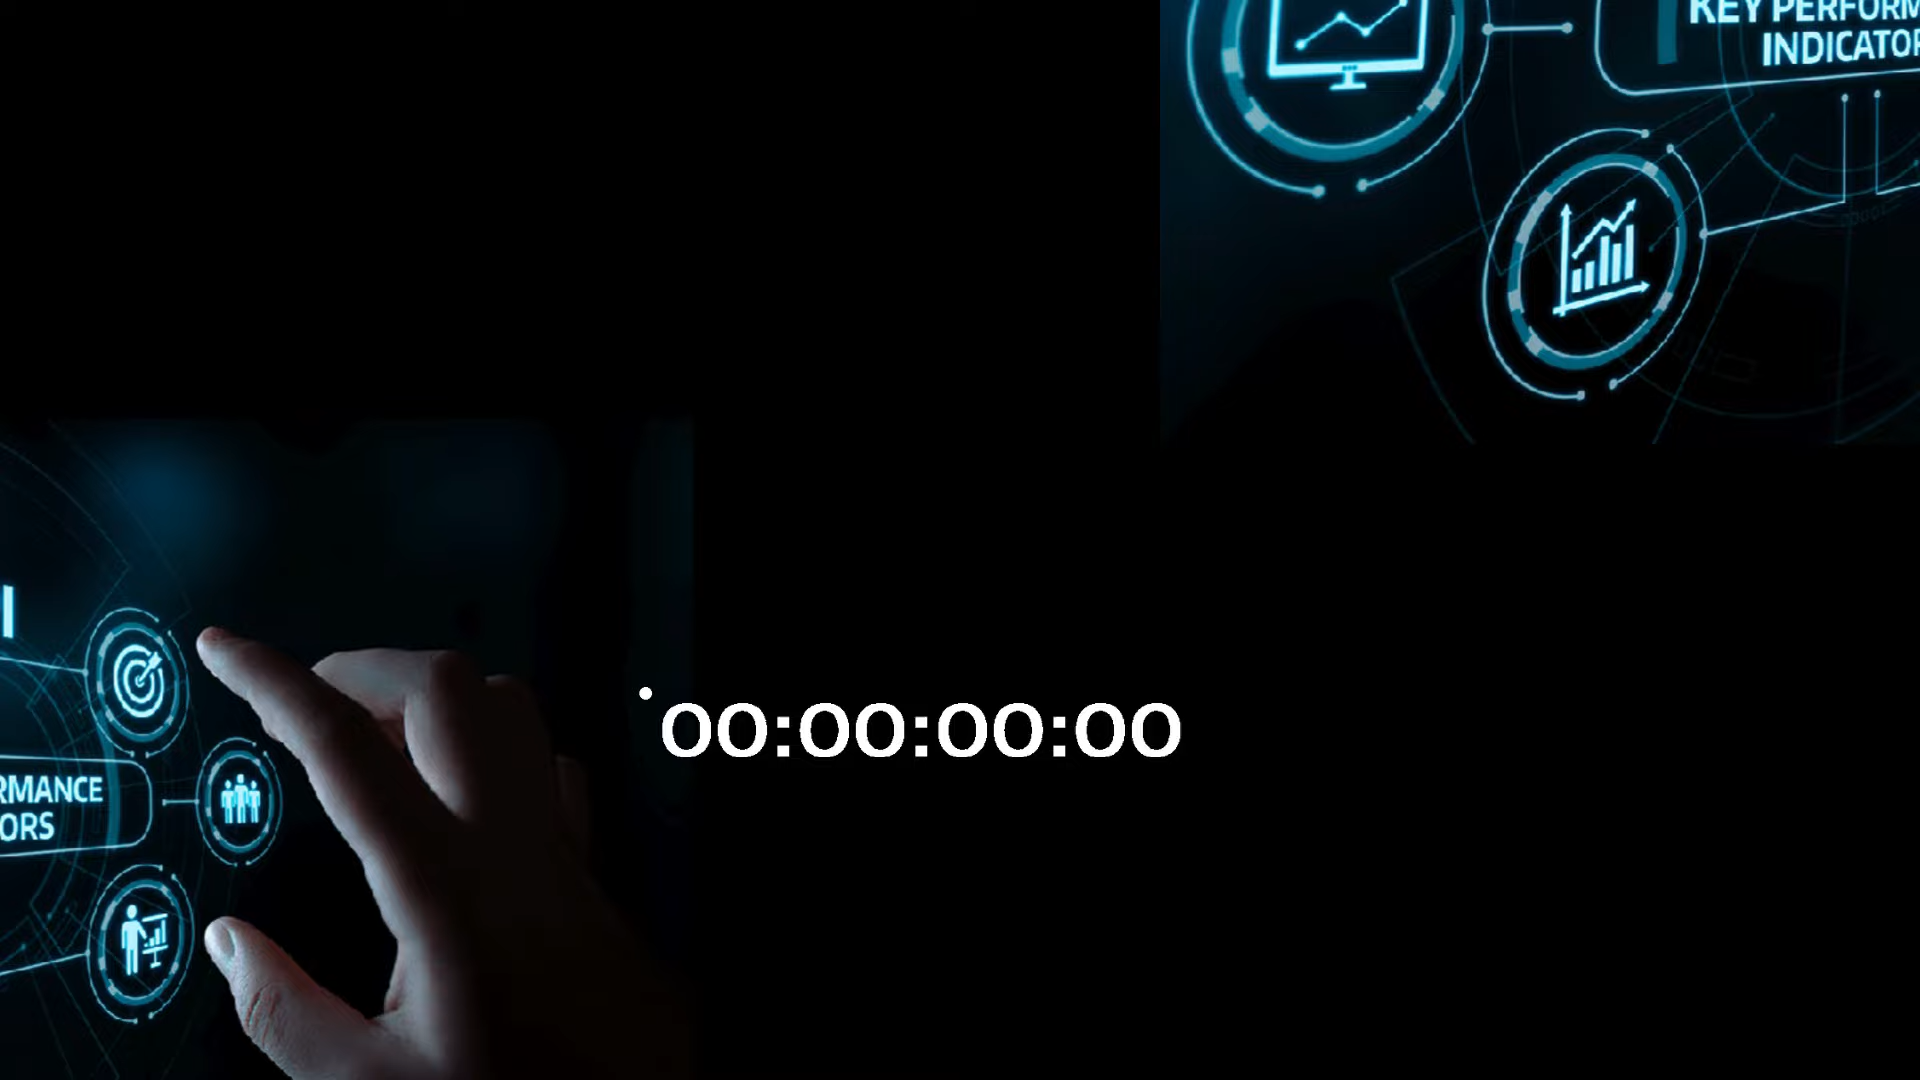 KEY PERFORM
INDICATOR
I
RMANCE
ORS
00:00:00:00